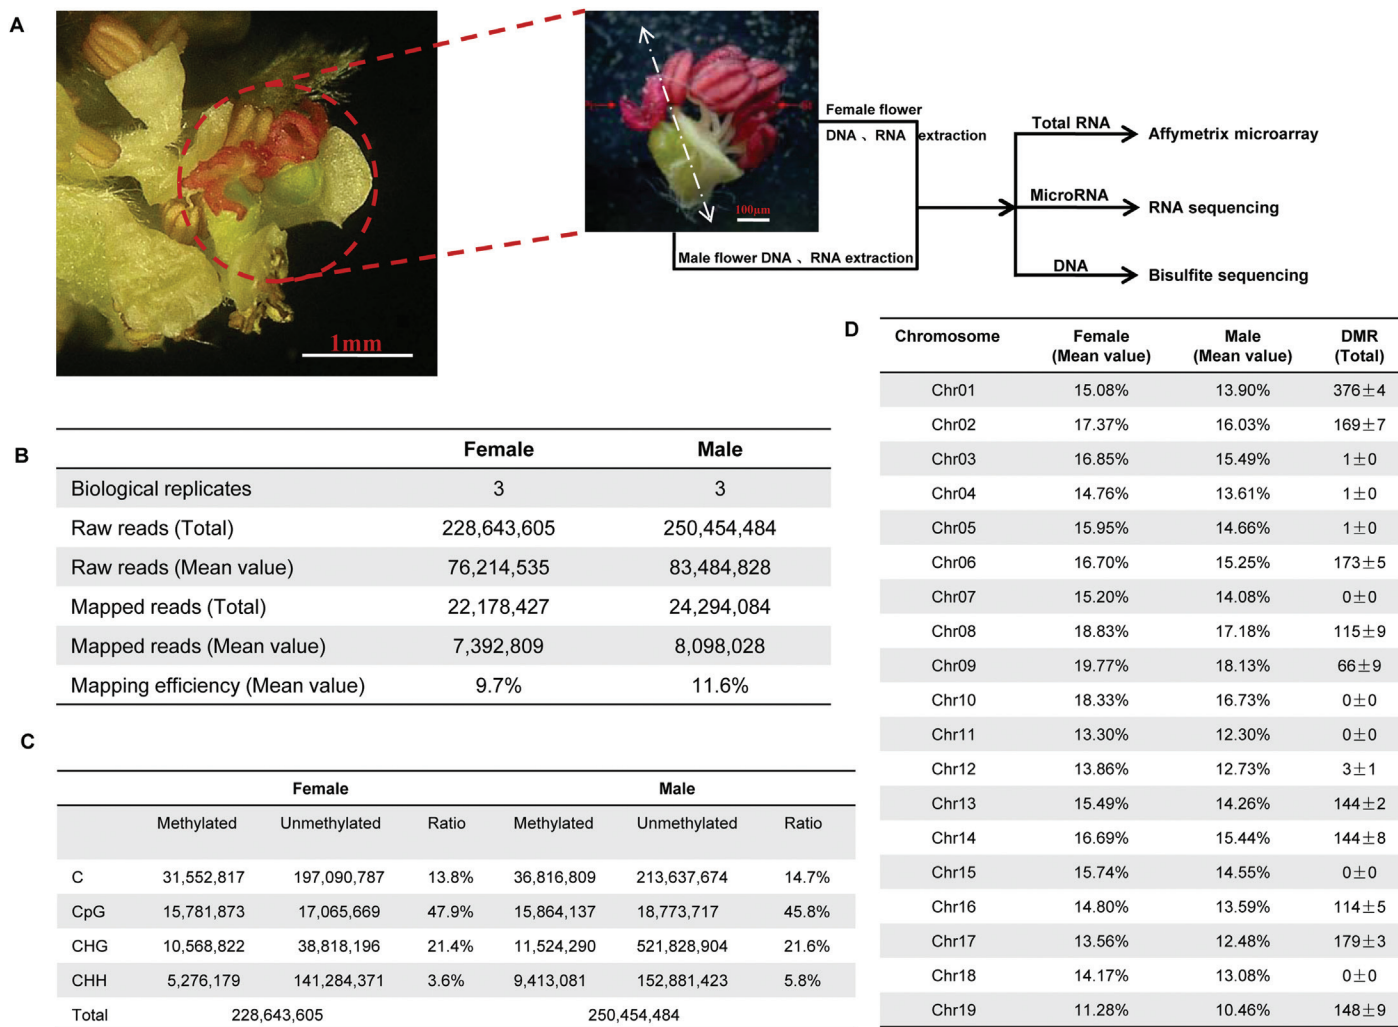 A
1mm
100μm
Female flower
DNA 、RNA extraction
Male flower DNA 、RNA extraction
Total RNA
Affymetrix microarray
MicroRNA
RNA sequencing
DNA
Bisulfite sequencing
B
Female Male
Biological replicates 3 3
Raw reads (Total) 228,643,605 250,454,484
Raw reads (Mean value) 76,214,535 83,484,828
Mapped reads (Total) 22,178,427 24,294,084
Mapped reads (Mean value) 7,392,809 8,098,028
Mapping efficiency (Mean value) 9.7% 11.6%
C
Female Male
Methylated Unmethylated Ratio Methylated Unmethylated Ratio
C 31,552,817 197,090,787 13.8% 36,816,809 213,637,674 14.7%
CpG 15,781,873 17,065,669 47.9% 15,864,137 18,773,717 45.8%
CHG 10,568,822 38,818,196 21.4% 11,524,290 521,828,904 21.6%
CHH 5,276,179 141,284,371 3.6% 9,413,081 152,881,423 5.8%
Total 228,643,605 250,454,484
D
Chromosome Female Male DMR
(Mean value) (Mean value) (Total)
Chr01 15.08% 13.90% 376±4
Chr02 17.37% 16.03% 169±7
Chr03 16.85% 15.49% 1±0
Chr04 14.76% 13.61% 1±0
Chr05 15.95% 14.66% 1±0
Chr06 16.70% 15.25% 173±5
Chr07 15.20% 14.08% 0±0
Chr08 18.83% 17.18% 115±9
Chr09 19.77% 18.13% 66±9
Chr10 18.33% 16.73% 0±0
Chr11 13.30% 12.30% 0±0
Chr12 13.86% 12.73% 3±1
Chr13 15.49% 14.26% 144±2
Chr14 16.69% 15.44% 144±8
Chr15 15.74% 14.55% 0±0
Chr16 14.80% 13.59% 114±5
Chr17 13.56% 12.48% 179±3
Chr18 14.17% 13.08% 0±0
Chr19 11.28% 10.46% 148±9